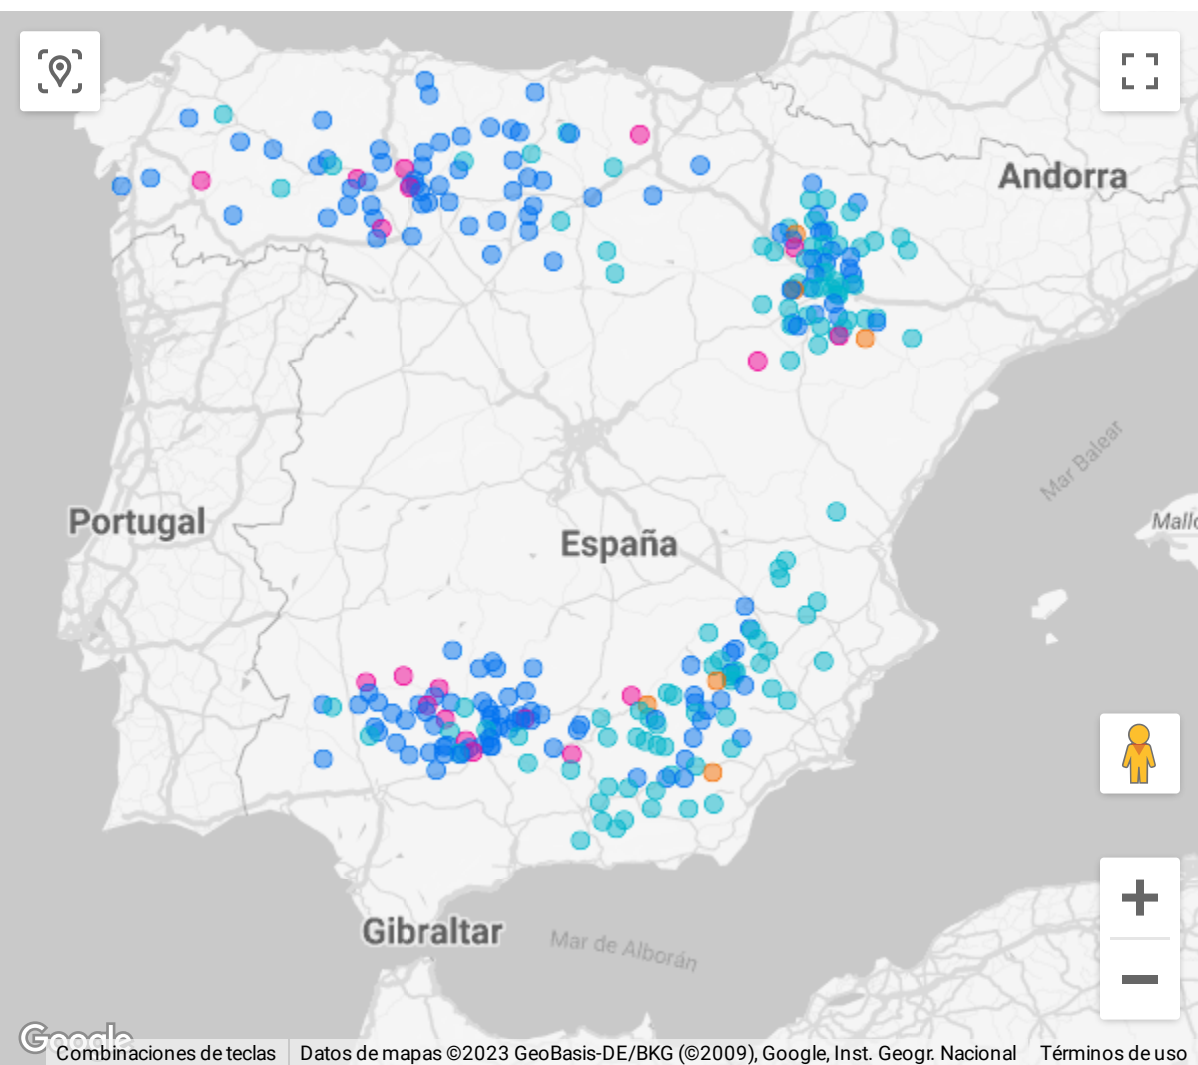 Andorra
Mar Balear
Portugal
España
Mallo
Gibraltar
Mar de Alborán
Google
Combinaciones de teclas
Datos de mapas ©2023 GeoBasis-DE/BKG (©2009), Google, Inst. Geogr. Nacional
Términos de uso